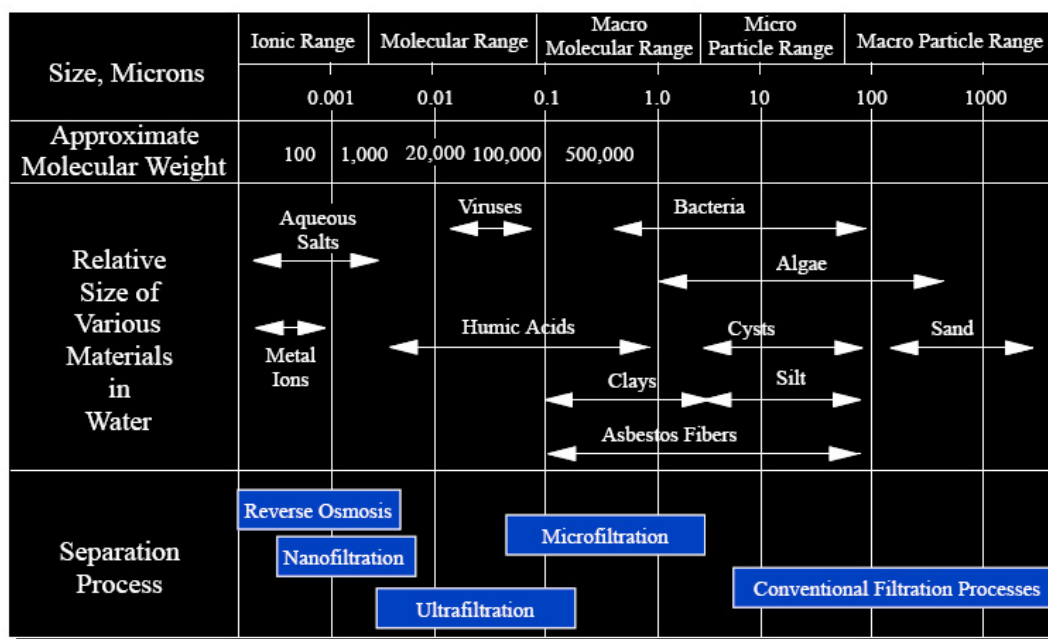 Ionic Range
Molecular Range
Macro
Molecular Range
Micro
Particle Range
Macro Particle Range
Size, Microns
0.001
0.01
0.1
1.0
10
100
1000
Approximate
Molecular Weight
100
1,000
20,000
100,000
500,000
Relative
Size of
Various
Materials
in
Water
Aqueous
Salts
Viruses
Bacteria
Algae
Metal
Ions
Humic Acids
Cysts
Sand
Clays
Silt
Asbestos Fibers
Separation
Process
Reverse Osmosis
Nanofiltration
Ultrafiltration
Microfiltration
Conventional Filtration Processes